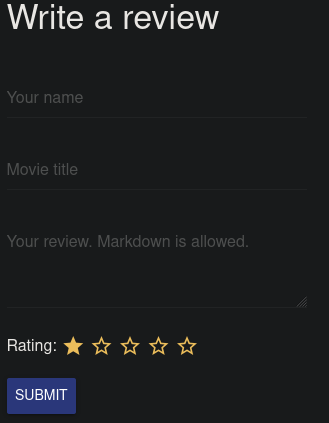 Write a review
Your name
Movie title
Your review. Markdown is allowed.
Rating:
SUBMIT